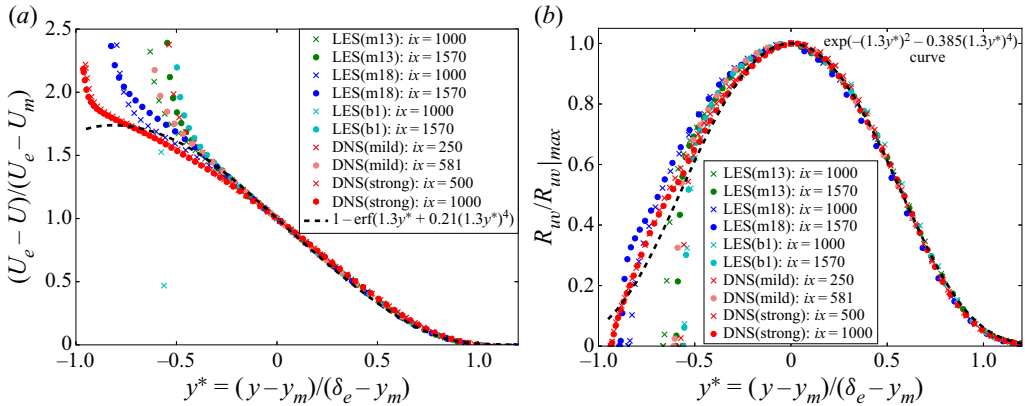 (a)
2.5
2.0
1.5
1.0
0.5
0
(U_e − U)/(U_e − U_m)
LES(m13): ix = 1000
LES(m13): ix = 1570
LES(m18): ix = 1000
LES(m18): ix = 1570
LES(b1): ix = 1000
LES(b1): ix = 1570
DNS(mild): ix = 250
DNS(mild): ix = 581
DNS(strong): ix = 500
DNS(strong): ix = 1000
1 − erf(1.3y* + 0.21(1.3y*)^4)
−1.0 −0.5 0 0.5 1.0
y* = (y − y_m)/(δ_e − y_m)
(b)
1.0
0.8
0.6
0.4
0.2
0
R_uv/R_uv|_max
exp(−(1.3y*)^2 − 0.385(1.3y*)^4)
curve
LES(m13): ix = 1000
LES(m13): ix = 1570
LES(m18): ix = 1000
LES(m18): ix = 1570
LES(b1): ix = 1000
LES(b1): ix = 1570
DNS(mild): ix = 250
DNS(mild): ix = 581
DNS(strong): ix = 500
DNS(strong): ix = 1000
−1.0 −0.5 0 0.5 1.0
y* = (y − y_m)/(δ_e − y_m)